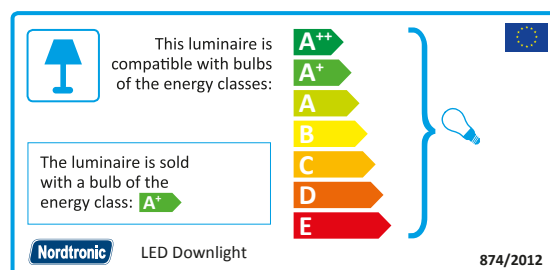 This luminaire is
compatible with bulbs
of the energy classes:
A++
A+
A
B
C
D
E
The luminaire is sold
with a bulb of the
energy class: A+
Nordtronic
LED Downlight
874/2012